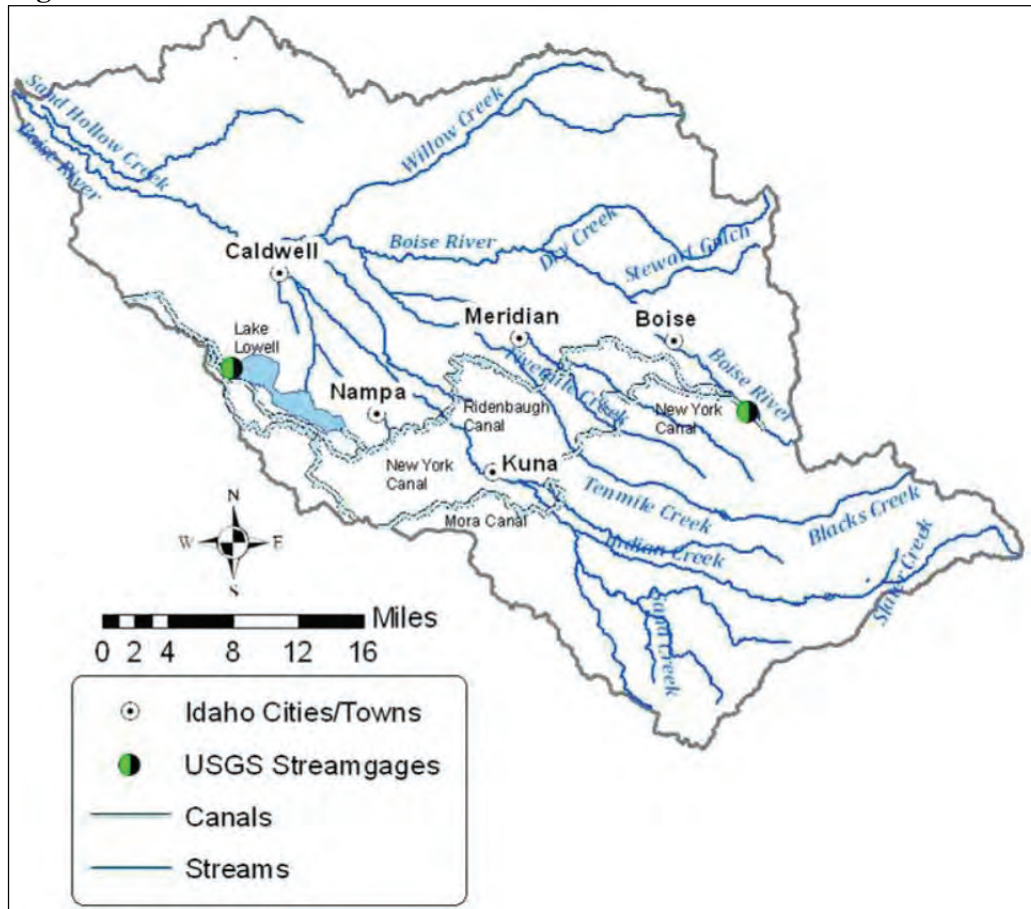 Sand Hollow Creek
Boise River
Willow Creek
Boise River
Dry Creek
Stewart Gulch
Caldwell
Meridian
Boise
Lake
Lowell
Fivemile Creek
Boise River
Nampa
Ridenbaugh
Canal
New York
Canal
New York
Canal
Kuna
Mora Canal
Tenmile Creek
Blacks Creek
Indian Creek
Slater Creek
Sand Creek
N
W
E
S
Miles
0 2 4 8 12 16
Idaho Cities/Towns
USGS Streamgages
Canals
Streams